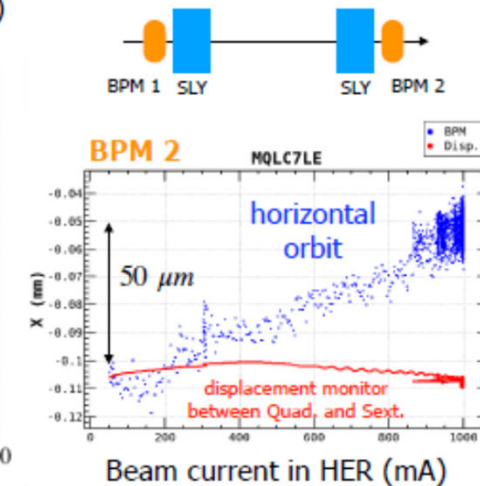 )
BPM 1 SLY SLY BPM 2
BPM 2
MQLC7LE
BPM
Disp.
horizontal
orbit
50 μm
displacement monitor
between Quad. and Sext.
X (mm)
-0.04
-0.05
-0.06
-0.07
-0.08
-0.09
-0.1
-0.11
-0.12
0 200 400 600 800 1000
0
Beam current in HER (mA)